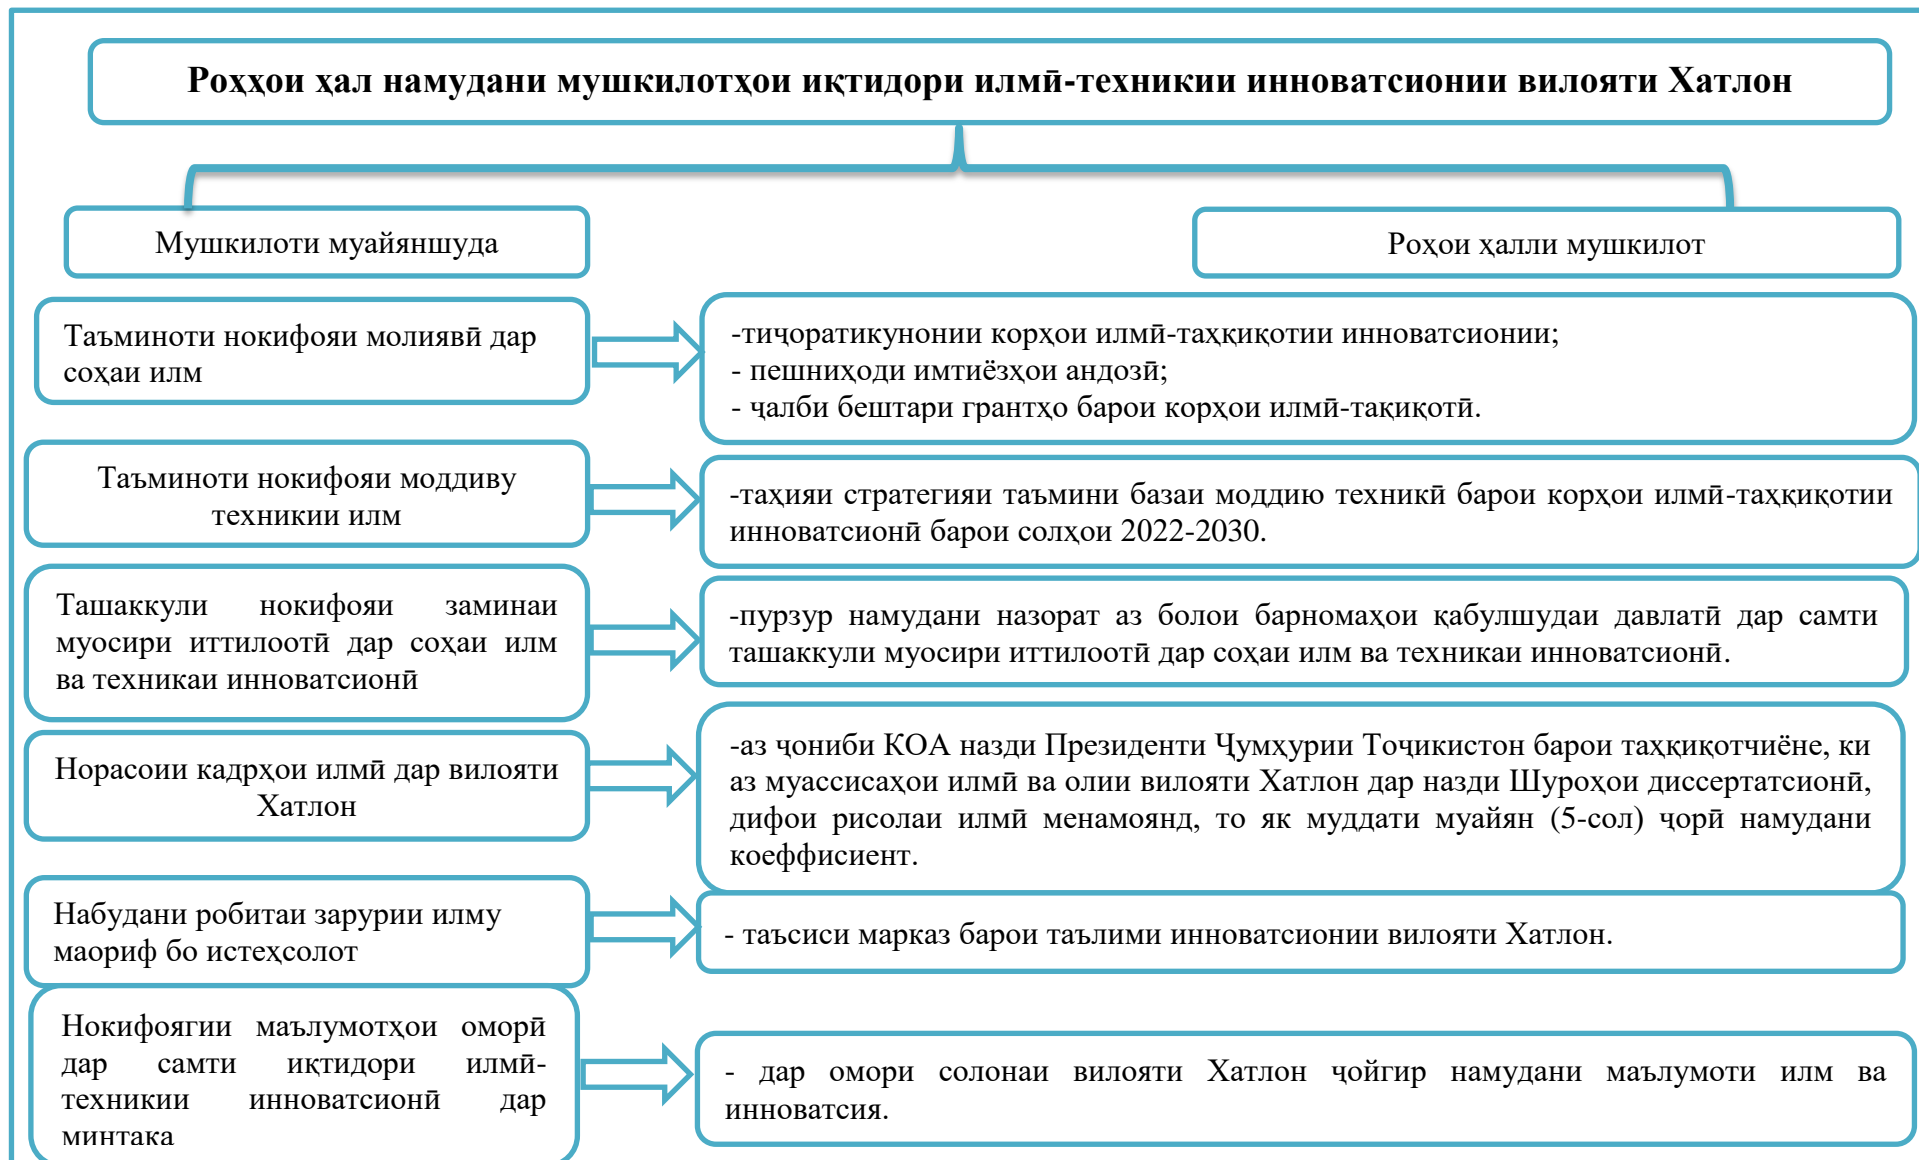 Роҳҳои ҳал намудани мушкилотҳои иқтидори илмӣ-техникии инноватсионии вилояти Хатлон
Мушкилоти муайяншуда
Роҳои ҳалли мушкилот
Таъминоти нокифояи молиявӣ дар
соҳаи илм
-тиҷоратикунонии корҳои илмӣ-таҳқиқотии инноватсионии;
- пешниҳоди имтиёзҳои андозӣ;
- ҷалби бештари грантҳо барои корҳои илмӣ-тақиқотӣ.
Таъминоти нокифояи моддиву
техникии илм
-таҳияи стратегияи таъмини базаи моддию техникӣ барои корҳои илмӣ-таҳқиқотии
инноватсионӣ барои солҳои 2022-2030.
Ташаккули нокифояи заминаи
муосири иттилоотӣ дар соҳаи илм
ва техникаи инноватсионӣ
-пурзур намудани назорат аз болои барномаҳои қабулшудаи давлатӣ дар самти
ташаккули муосири иттилоотӣ дар соҳаи илм ва техникаи инноватсионӣ.
Норасоии кадрҳои илмӣ дар вилояти
Хатлон
-аз ҷониби КОА назди Президенти Ҷумҳурии Тоҷикистон барои таҳқиқотчиёне, ки
аз муассисаҳои илмӣ ва олии вилояти Хатлон дар назди Шуроҳои диссертатсионӣ,
дифои рисолаи илмӣ менамоянд, то як муддати муайян (5-сол) ҷорӣ намудани
коеффисиент.
Набудани робитаи зарурии илму
маориф бо истеҳсолот
- таъсиси марказ барои таълими инноватсионии вилояти Хатлон.
Нокифоягии маълумотҳои оморӣ
дар самти иқтидори илмӣ-
техникии инноватсионӣ дар
минтака
- дар омори солонаи вилояти Хатлон ҷойгир намудани маълумоти илм ва
инноватсия.